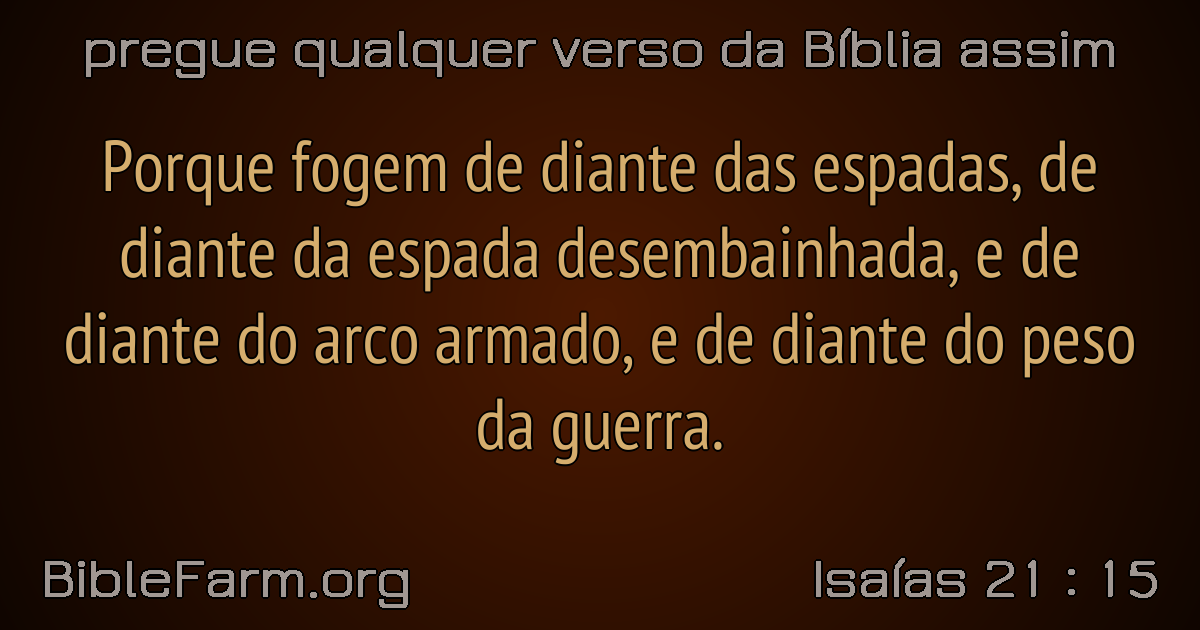 pregue qualquer verso da Bíblia assim
Porque fogem de diante das espadas, de
diante da espada desembainhada, e de
diante do arco armado, e de diante do peso
da guerra.
BibleFarm.org
Isaías 21 : 15